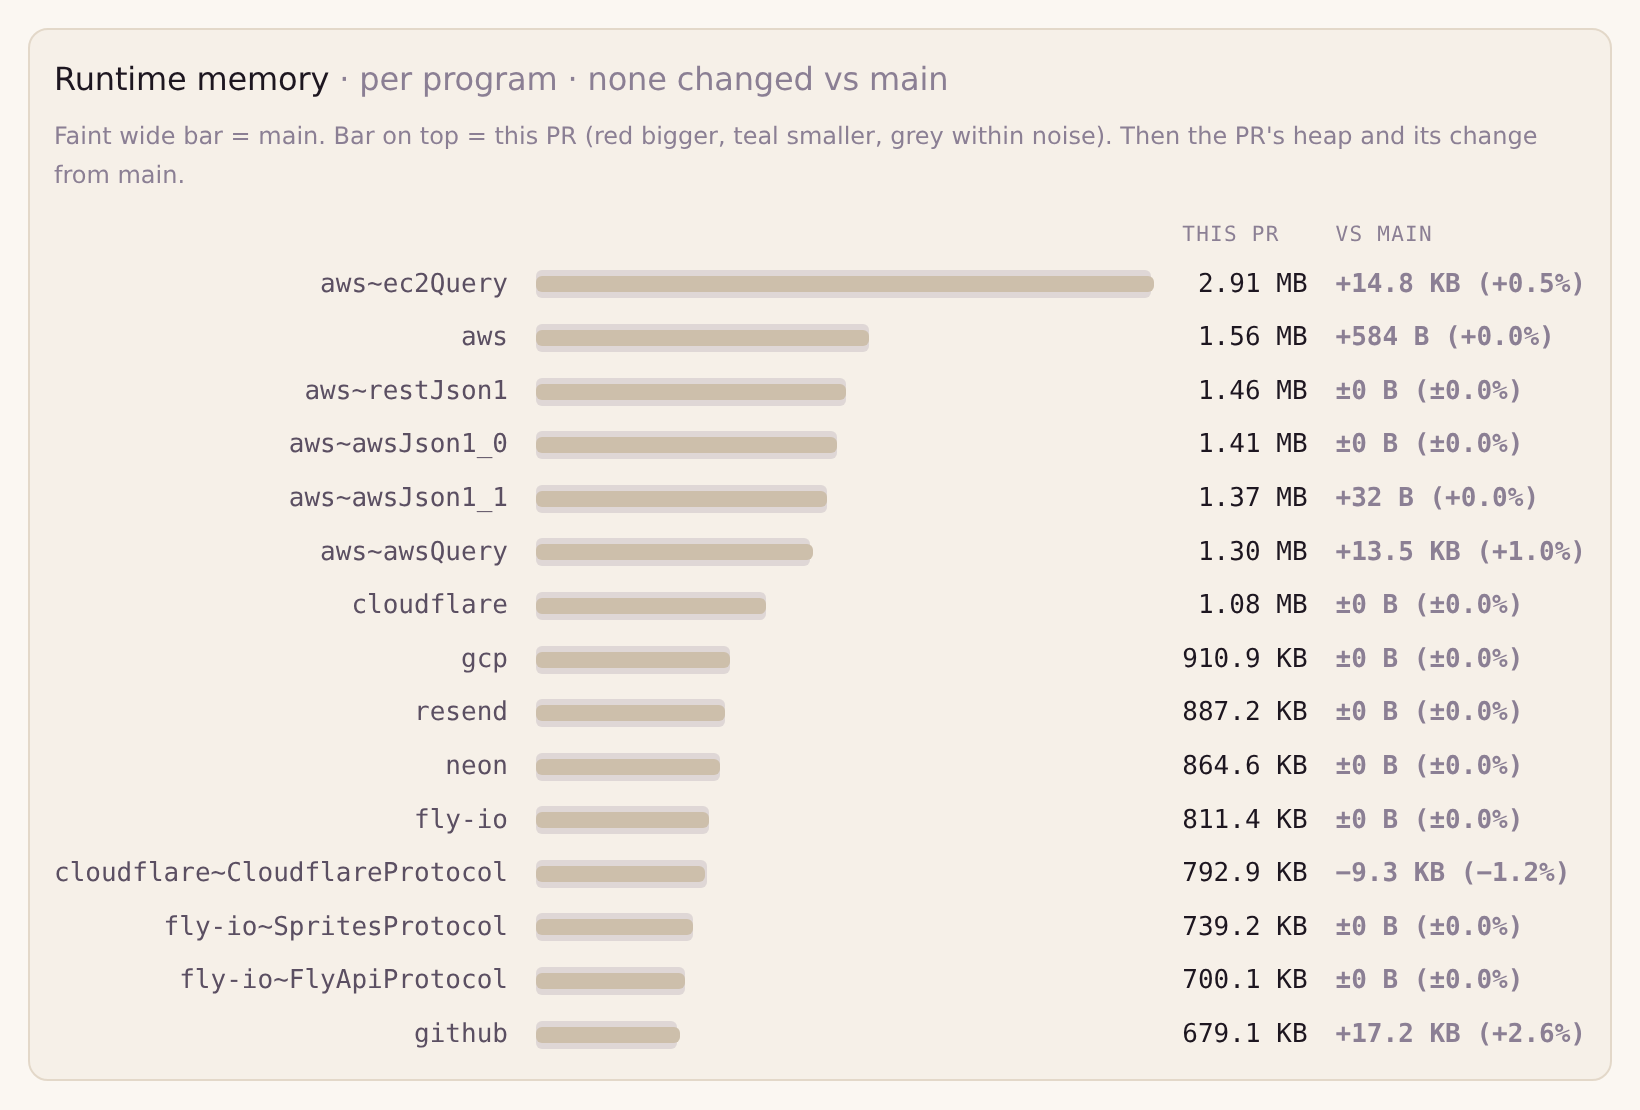 Runtime memory · per program · none changed vs main
Faint wide bar = main. Bar on top = this PR (red bigger, teal smaller, grey within noise). Then the PR's heap and its change
from main.
THIS PR VS MAIN
aws~ec2Query 2.91 MB +14.8 KB (+0.5%)
aws 1.56 MB +584 B (+0.0%)
aws~restJson1 1.46 MB ±0 B (±0.0%)
aws~awsJson1_0 1.41 MB ±0 B (±0.0%)
aws~awsJson1_1 1.37 MB +32 B (+0.0%)
aws~awsQuery 1.30 MB +13.5 KB (+1.0%)
cloudflare 1.08 MB ±0 B (±0.0%)
gcp 910.9 KB ±0 B (±0.0%)
resend 887.2 KB ±0 B (±0.0%)
neon 864.6 KB ±0 B (±0.0%)
fly-io 811.4 KB ±0 B (±0.0%)
cloudflare~CloudflareProtocol 792.9 KB −9.3 KB (−1.2%)
fly-io~SpritesProtocol 739.2 KB ±0 B (±0.0%)
fly-io~FlyApiProtocol 700.1 KB ±0 B (±0.0%)
github 679.1 KB +17.2 KB (+2.6%)